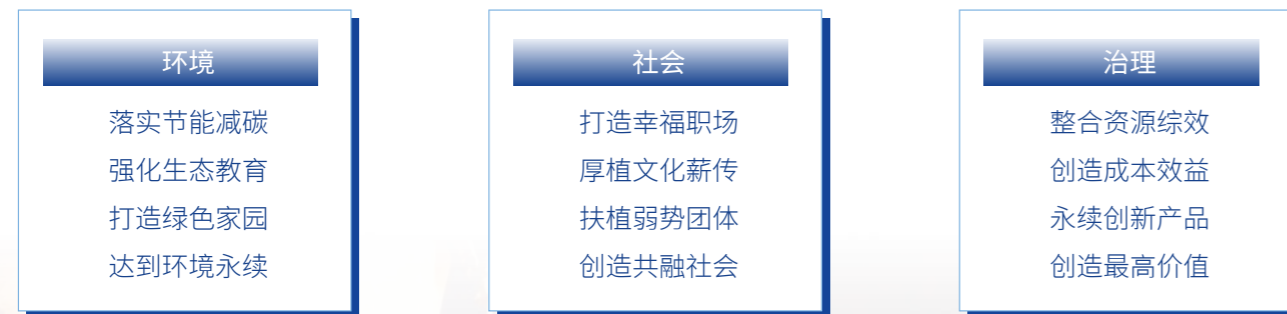 环境
落实节能减碳
强化生态教育
打造绿色家园
达到环境永续
社会
打造幸福职场
厚植文化薪传
扶植弱势团体
创造共融社会
治理
整合资源综效
创造成本效益
永续创新产品
创造最高价值